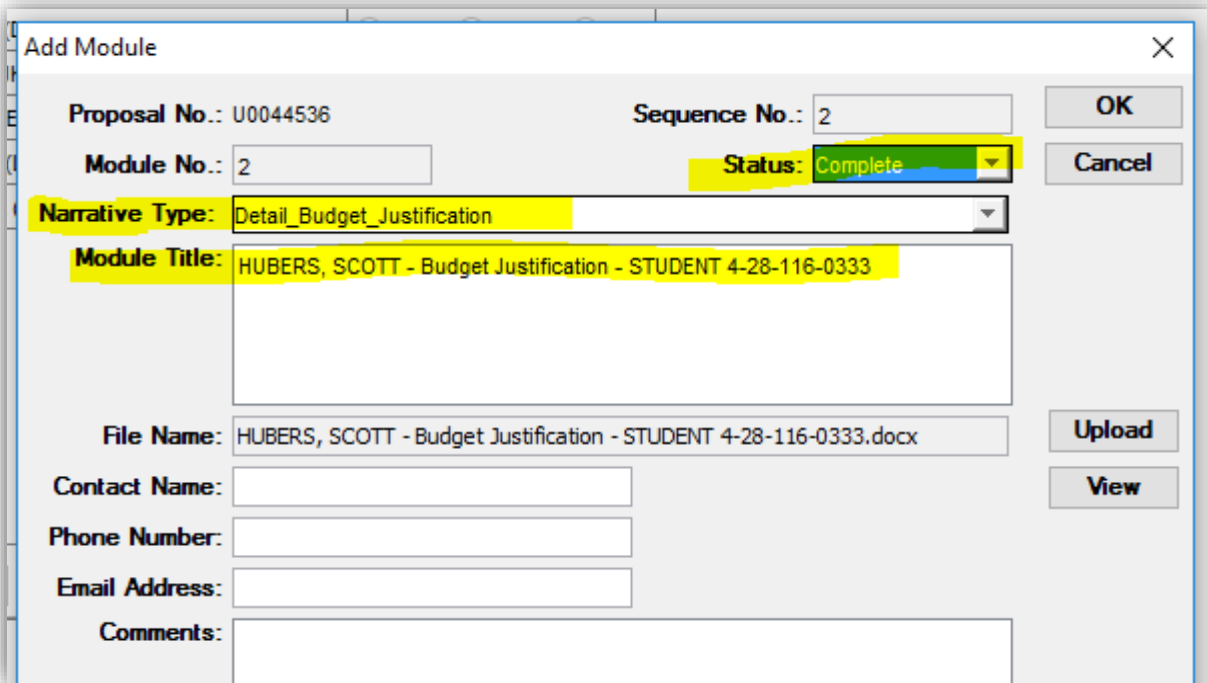 Add Module
Proposal No.: U0044536 Sequence No.: 2 OK
Module No.: 2 Status: Complete Cancel
Narrative Type: Detail_Budget_Justification
Module Title: HUBERS, SCOTT - Budget Justification - STUDENT 4-28-116-0333
File Name: HUBERS, SCOTT - Budget Justification - STUDENT 4-28-116-0333.docx Upload
Contact Name: View
Phone Number:
Email Address:
Comments: